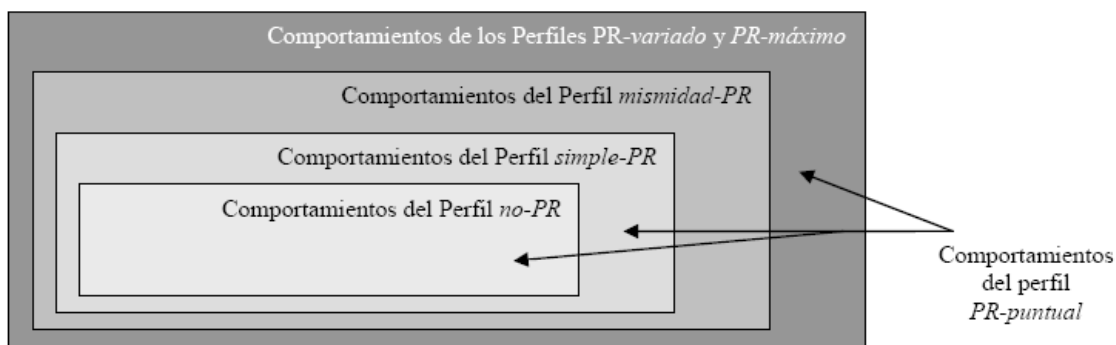 Comportamientos de los Perfiles PR-variado y PR-máximo
Comportamientos del Perfil mismidad-PR
Comportamientos del Perfil simple-PR
Comportamientos del Perfil no-PR
Comportamientos
del perfil
PR-puntual